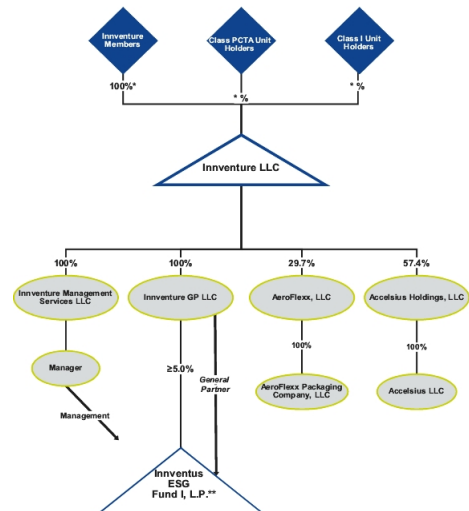 Innventure
Members
Class PCTA Unit
Holders
Class I Unit
Holders
100%*
* %
* %
Innventure LLC
100%
100%
29.7%
57.4%
Innventure Management
Services LLC
Innventure GP LLC
AeroFlexx, LLC
Accelsius Holdings, LLC
100%
100%
Manager
≥5.0%
General
Partner
AeroFlexx Packaging
Company, LLC
Accelsius LLC
Management
Innventus
ESG
Fund I, L.P.**